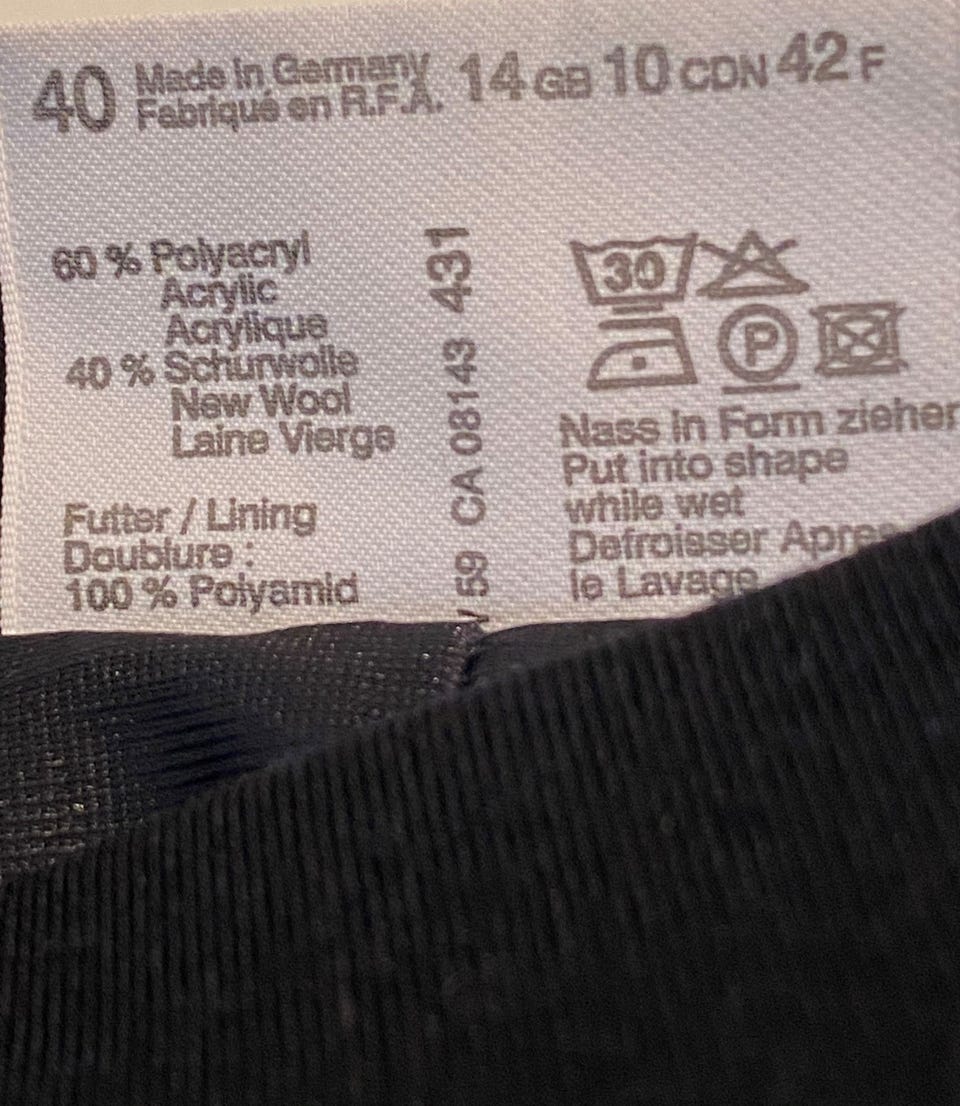 40 Made in Germany 14 GB 10 CDN 42 F
Fabriqué en R.F.A.
60 % Polyacryl
Acrylic
Acrylique
40 % Schurwolle
New Wool
Laine Vierge
Futter / Lining
Doublure :
100 % Polyamid
59 CA 08143 431
30
P
Nass in Form ziehen
Put into shape
while wet
Defroisser Apres
le Lavage